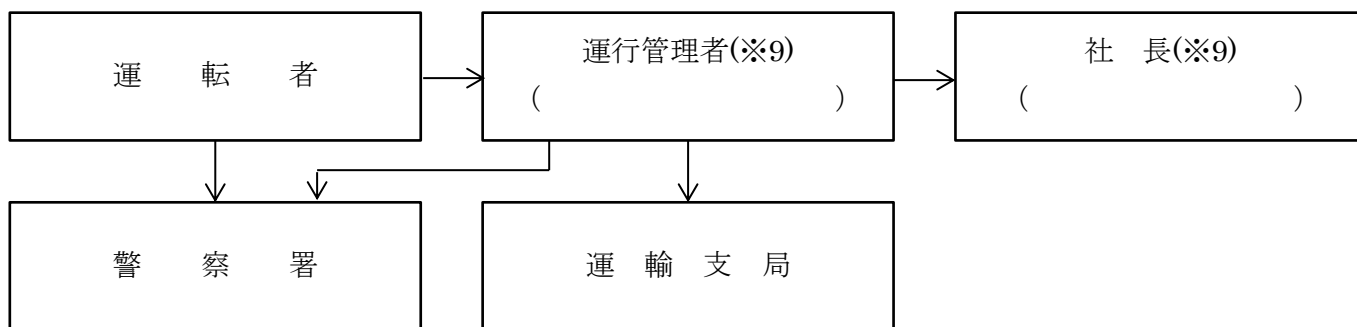 運　転　者
運行管理者(※9)
(　　　　　　　　)
社　長(※9)
(　　　　　　　　)
警　察　署
運　輸　支　局